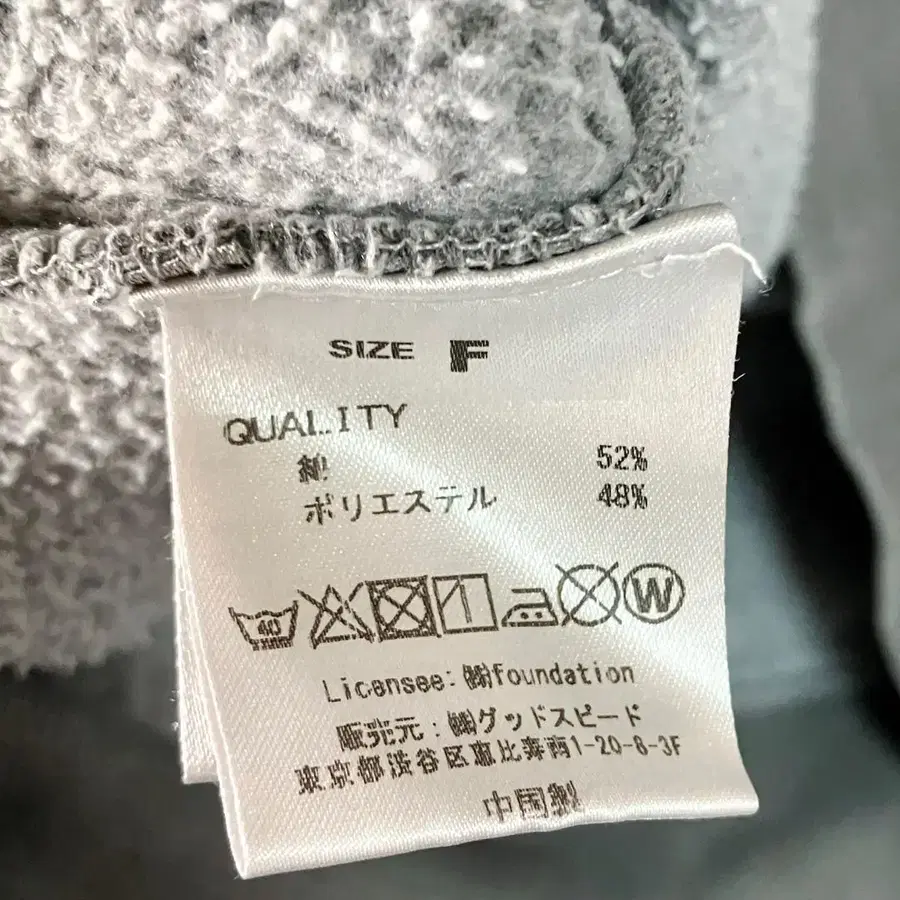 SIZE F
QUALITY
綿 52%
ポリエステル 48%
40
W
Licensee: ㈱foundation
販売元：㈱グッドスピード
東京都渋谷区恵比寿西1-20-8-3F
中国製